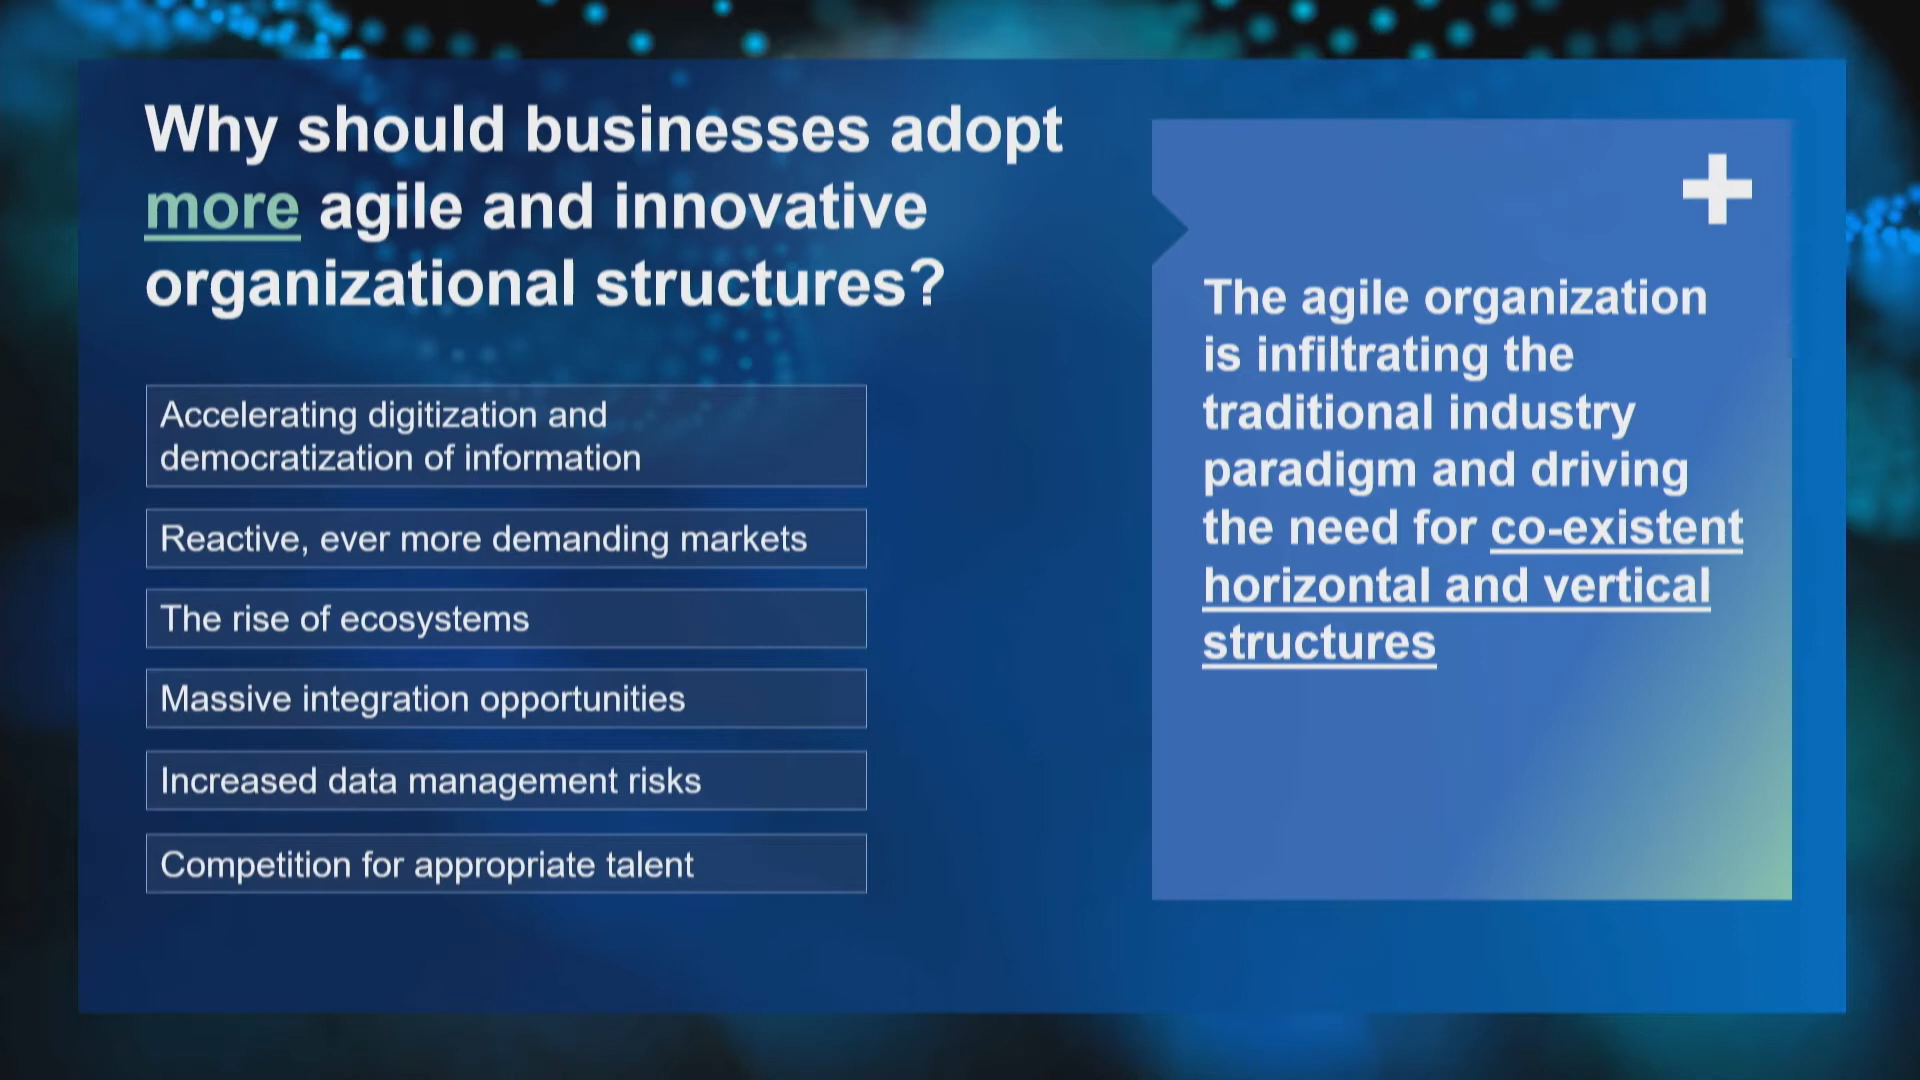 Why should businesses adopt
more agile and innovative
organizational structures?
Accelerating digitization and
democratization of information
Reactive, ever more demanding markets
The rise of ecosystems
Massive integration opportunities
Increased data management risks
Competition for appropriate talent
The agile organization
is infiltrating the
traditional industry
paradigm and driving
the need for co-existent
horizontal and vertical
structures